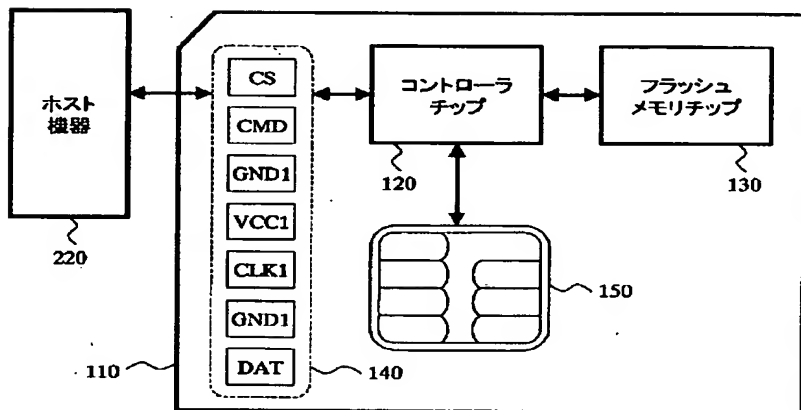 ホスト
機器
220
CS
CMD
GND1
VCC1
CLK1
GND1
DAT
140
110
コントローラ
チップ
120
フラッシュ
メモリチップ
130
150